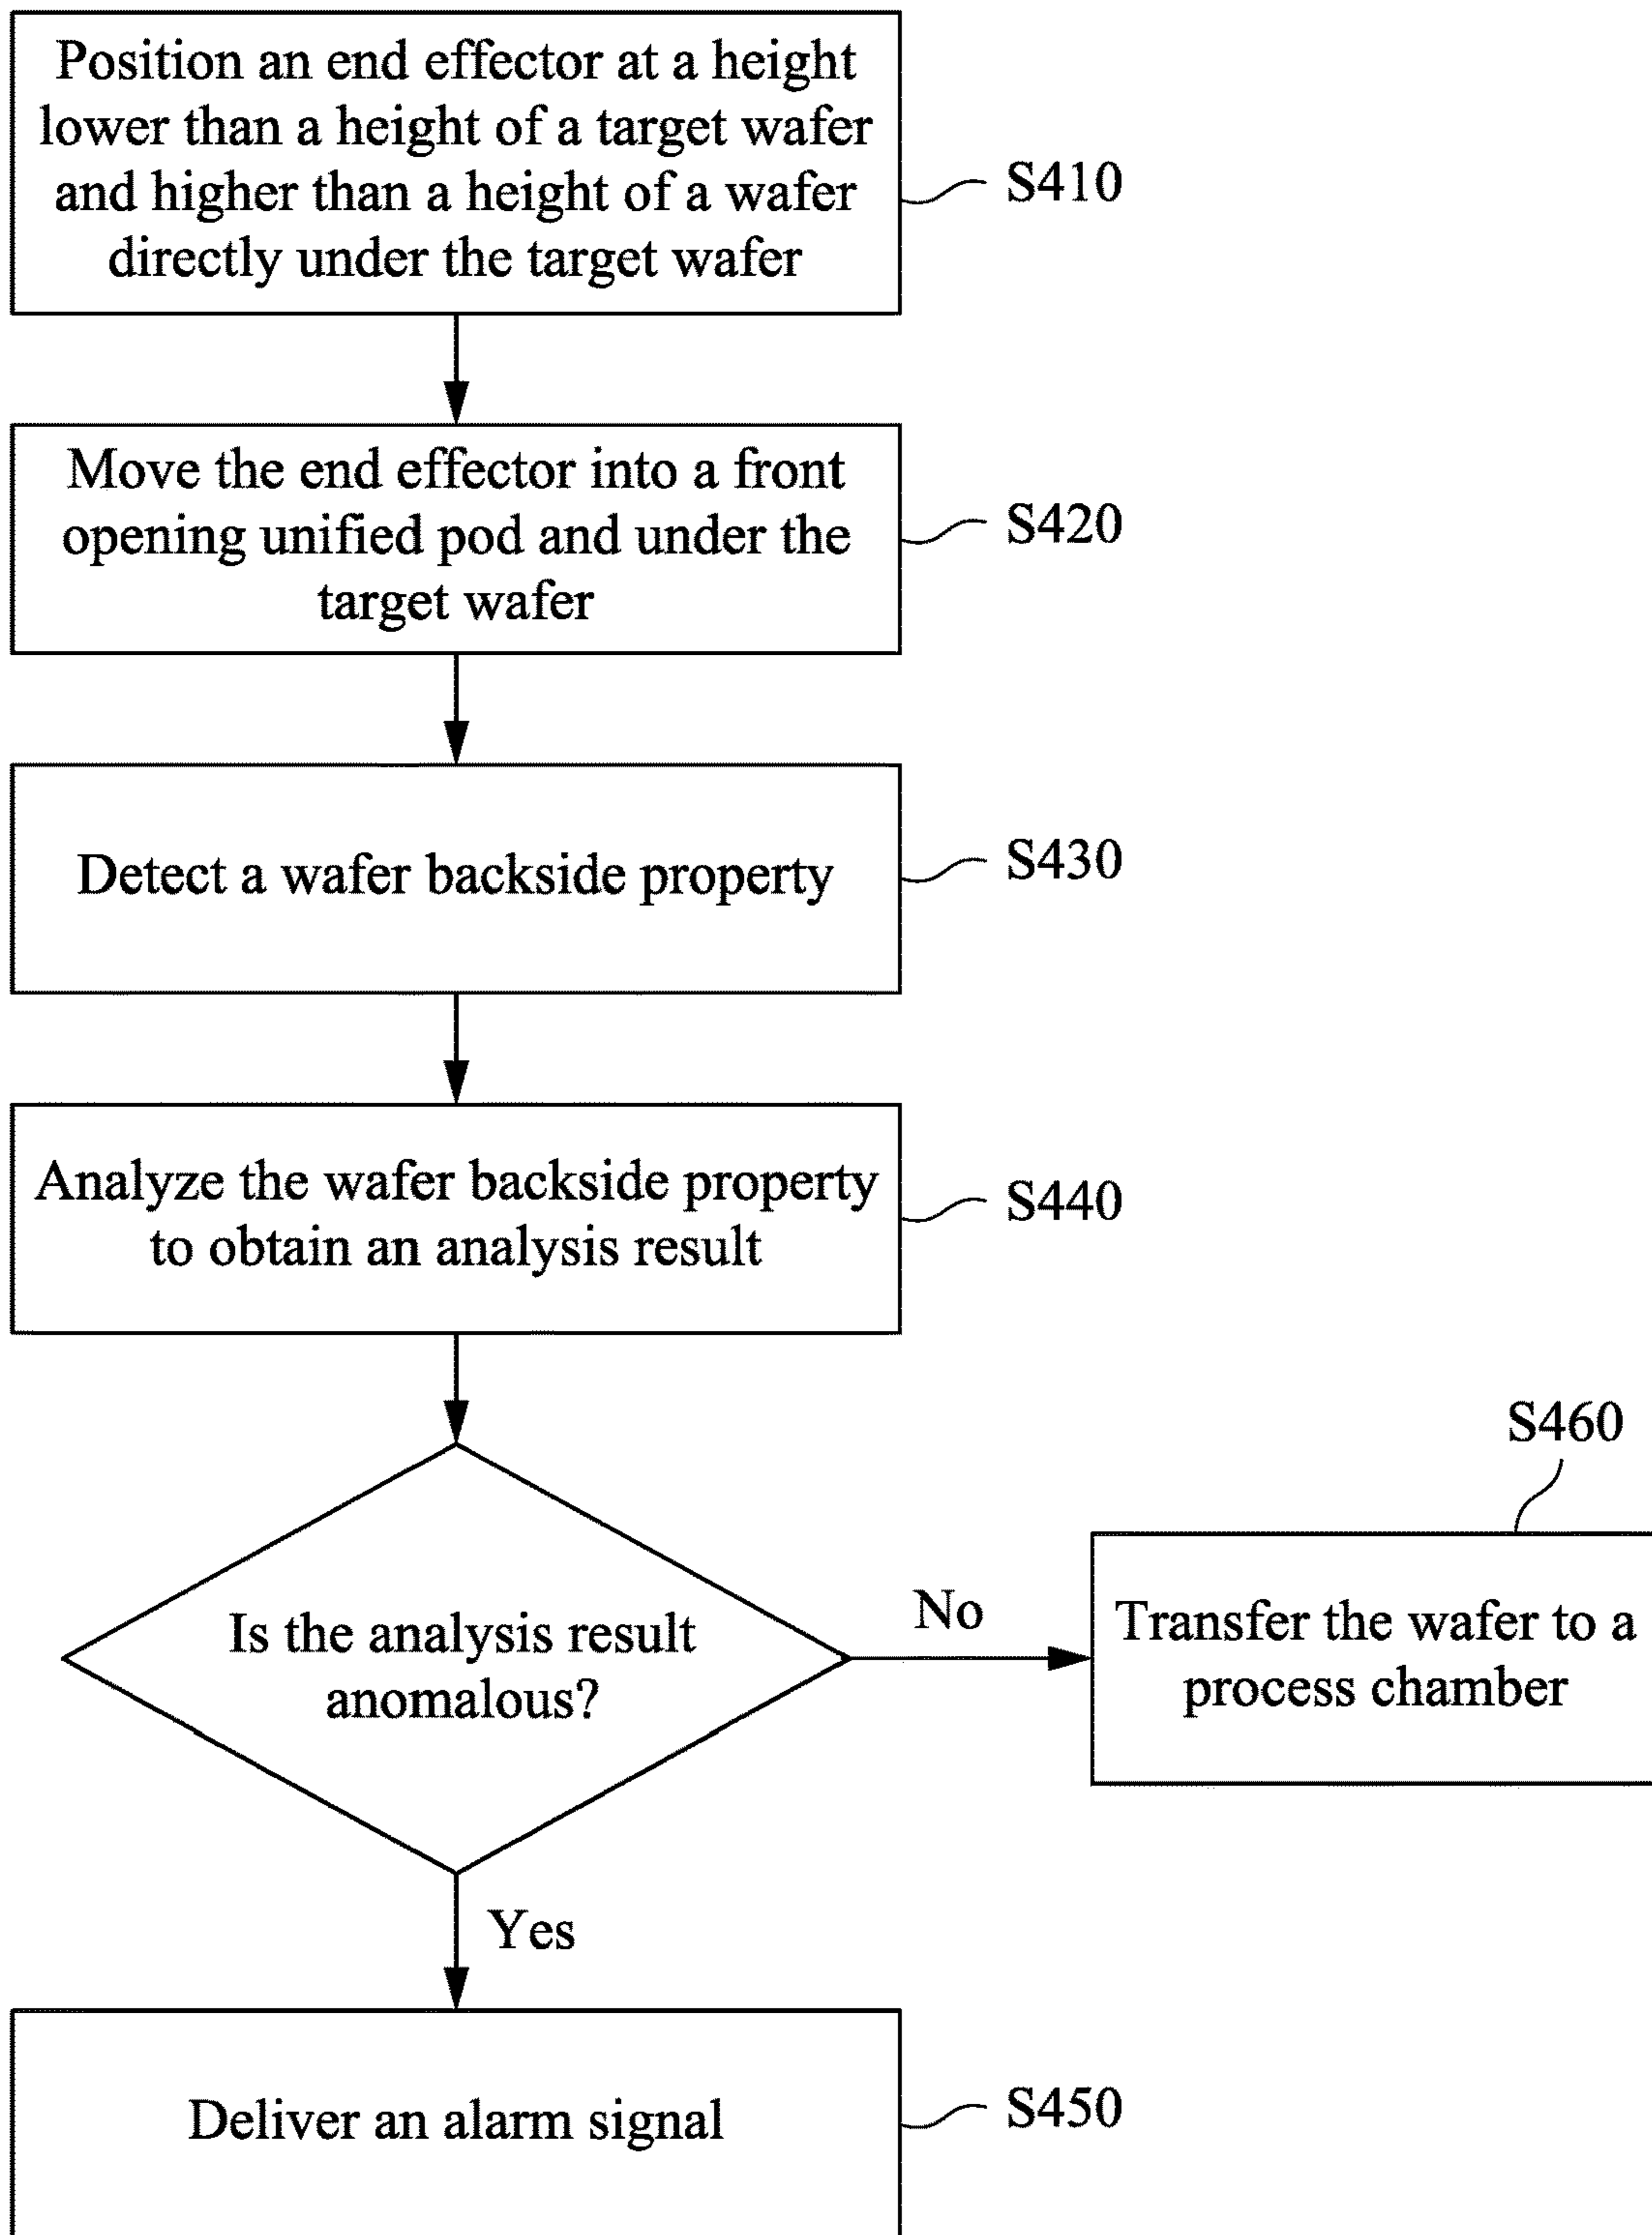 Position an end effector at a height
lower than a height of a target wafer
and higher than a height of a wafer
directly under the target wafer
S410
Move the end effector into a front
opening unified pod and under the
target wafer
S420
Detect a wafer backside property
S430
Analyze the wafer backside property
to obtain an analysis result
S440
Is the analysis result
anomalous?
No
S460
Transfer the wafer to a
process chamber
Yes
Deliver an alarm signal
S450